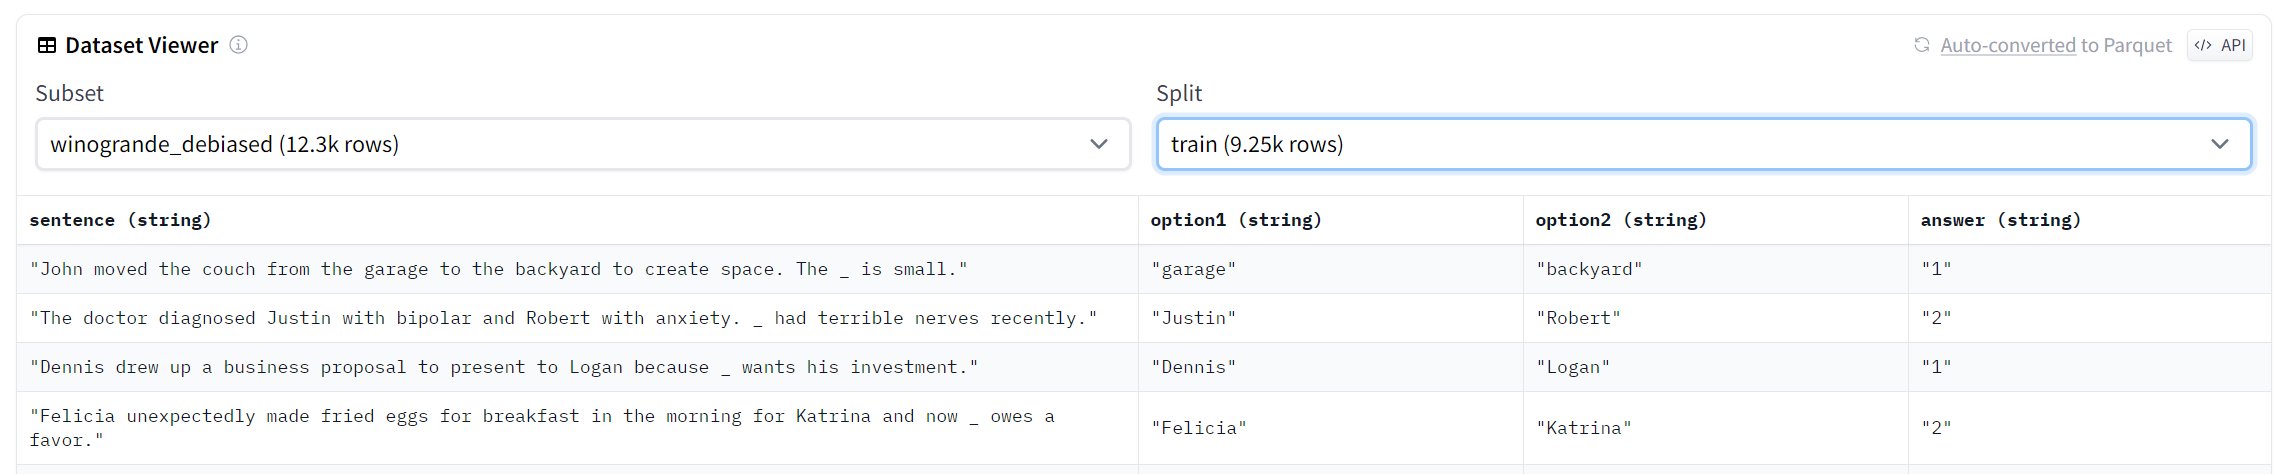 Dataset Viewer
Auto-converted to Parquet
</> API
Subset
Split
winogrande_debiased (12.3k rows)
train (9.25k rows)
sentence (string)
option1 (string)
option2 (string)
answer (string)
"John moved the couch from the garage to the backyard to create space. The _ is small."
"garage"
"backyard"
"1"
"The doctor diagnosed Justin with bipolar and Robert with anxiety. _ had terrible nerves recently."
"Justin"
"Robert"
"2"
"Dennis drew up a business proposal to present to Logan because _ wants his investment."
"Dennis"
"Logan"
"1"
"Felicia unexpectedly made fried eggs for breakfast in the morning for Katrina and now _ owes a
favor."
"Felicia"
"Katrina"
"2"